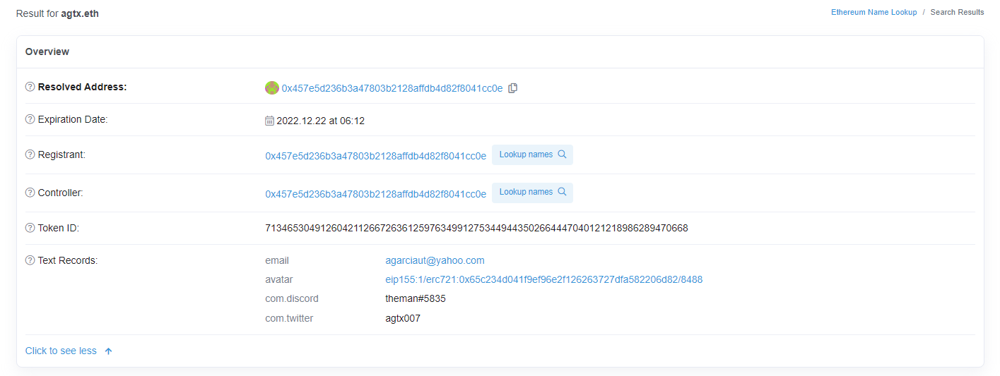 Result for agtx.eth
Ethereum Name Lookup / Search Results
Overview
Resolved Address: 0x457e5d236b3a47803b2128affdb4d82f8041cc0e
Expiration Date: 2022.12.22 at 06:12
Registrant: 0x457e5d236b3a47803b2128affdb4d82f8041cc0e Lookup names
Controller: 0x457e5d236b3a47803b2128affdb4d82f8041cc0e Lookup names
Token ID: 71346530491260421126672636125976349912753449443502664447040121218986289470668
Text Records: email agarciaut@yahoo.com
avatar eip155:1/erc721:0x65c234d041f9ef96e2f126263727dfa582206d82/8488
com.discord theman#5835
com.twitter agtx007
Click to see less